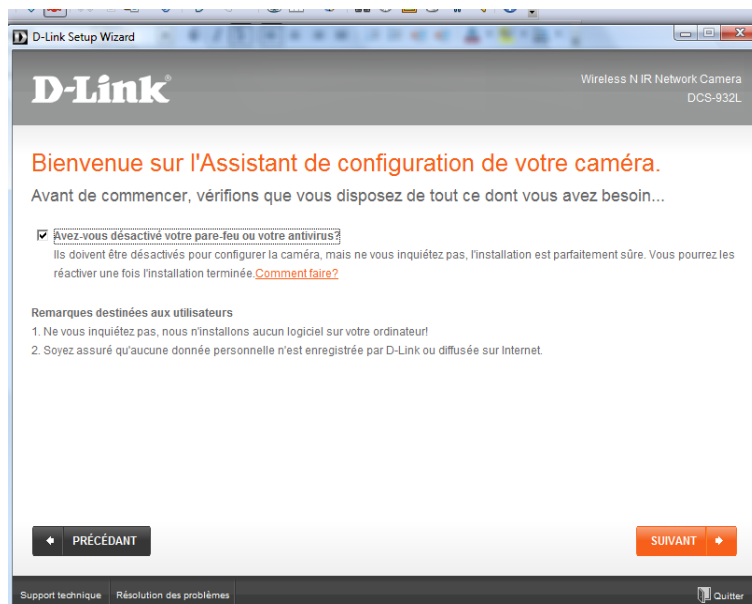 D-Link Setup Wizard
D-Link
Wireless N IR Network Camera
DCS-932L
Bienvenue sur l'Assistant de configuration de votre caméra.
Avant de commencer, vérifions que vous disposez de tout ce dont vous avez besoin...
Avez-vous désactivé votre pare-feu ou votre antivirus?
Ils doivent être désactivés pour configurer la caméra, mais ne vous inquiétez pas, l'installation est parfaitement sûre. Vous pourrez les
réactiver une fois l'installation terminée.Comment faire?
Remarques destinées aux utilisateurs
1. Ne vous inquiétez pas, nous n'installons aucun logiciel sur votre ordinateur!
2. Soyez assuré qu'aucune donnée personnelle n'est enregistrée par D-Link ou diffusée sur Internet.
PRÉCÉDANT
SUIVANT
Support technique Résolution des problèmes
Quitter